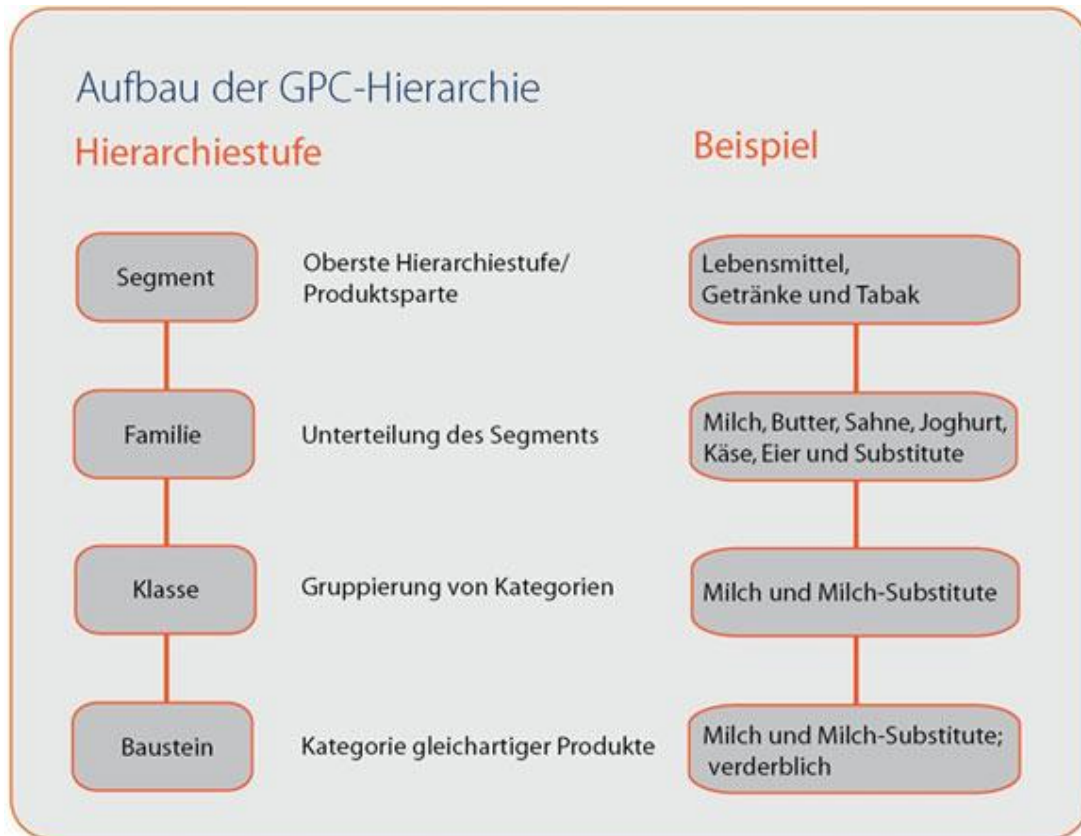 Aufbau der GPC-Hierarchie
Hierarchiestufe
Beispiel
Segment
Oberste Hierarchiestufe/
Produktsparte
Lebensmittel,
Getränke und Tabak
Familie
Unterteilung des Segments
Milch, Butter, Sahne, Joghurt,
Käse, Eier und Substitute
Klasse
Gruppierung von Kategorien
Milch und Milch-Substitute
Baustein
Kategorie gleichartiger Produkte
Milch und Milch-Substitute;
verderblich